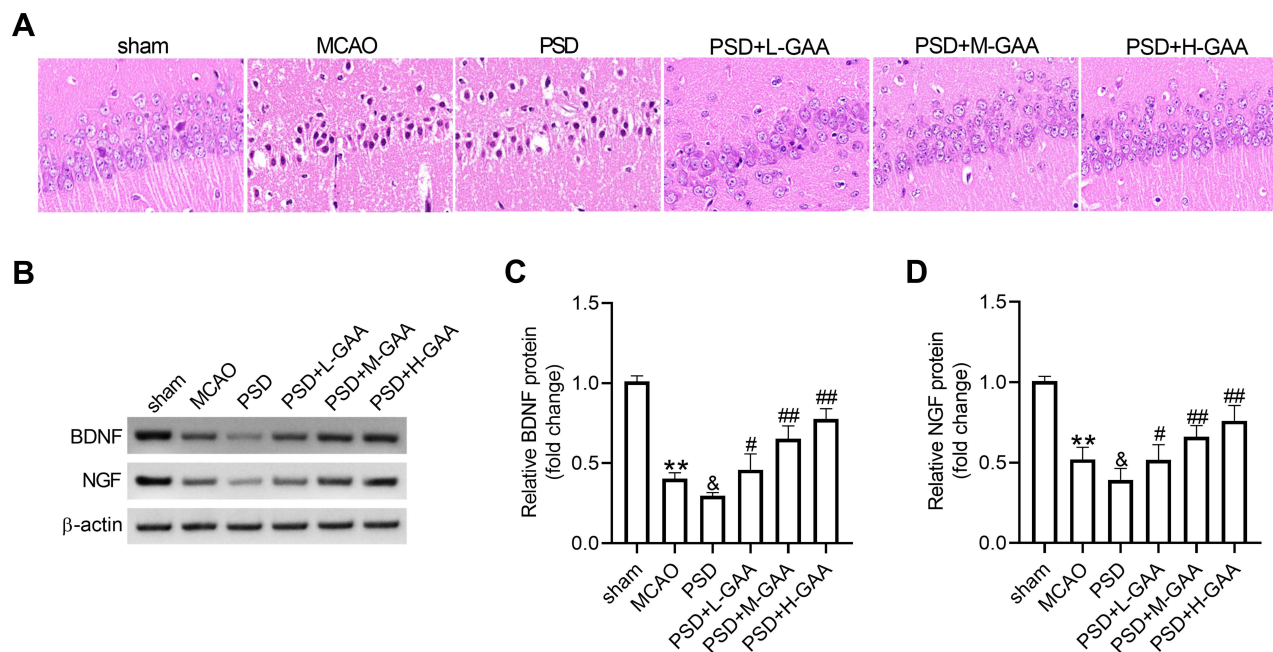 A
sham MCAO PSD PSD+L-GAA PSD+M-GAA PSD+H-GAA
B
sham MCAO PSD PSD+L-GAA PSD+M-GAA PSD+H-GAA
BDNF
NGF
β-actin
C
Relative BDNF protein
(fold change)
1.5
1.0
0.5
0.0
** & # ## ##
sham MCAO PSD PSD+L-GAA PSD+M-GAA PSD+H-GAA
D
Relative NGF protein
(fold change)
1.5
1.0
0.5
0.0
** & # ## ##
sham MCAO PSD PSD+L-GAA PSD+M-GAA PSD+H-GAA